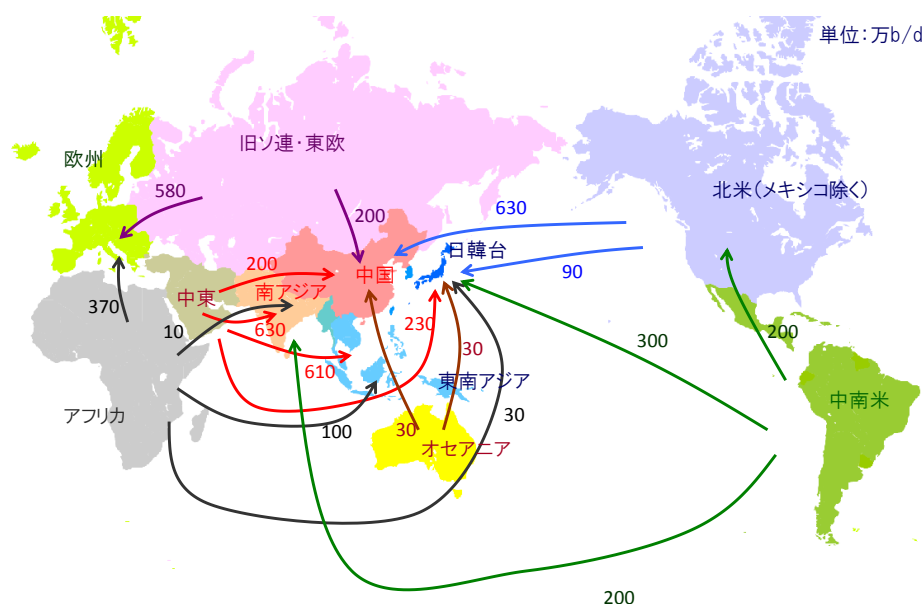 単位：万b/d
旧ソ連・東欧
欧州
580
北米（メキシコ除く）
630
200
日韓台
200
中国
90
中東
南アジア
370
10
630
230
200
300
30
610
東南アジア
中南米
アフリカ
30
100
30
オセアニア
200